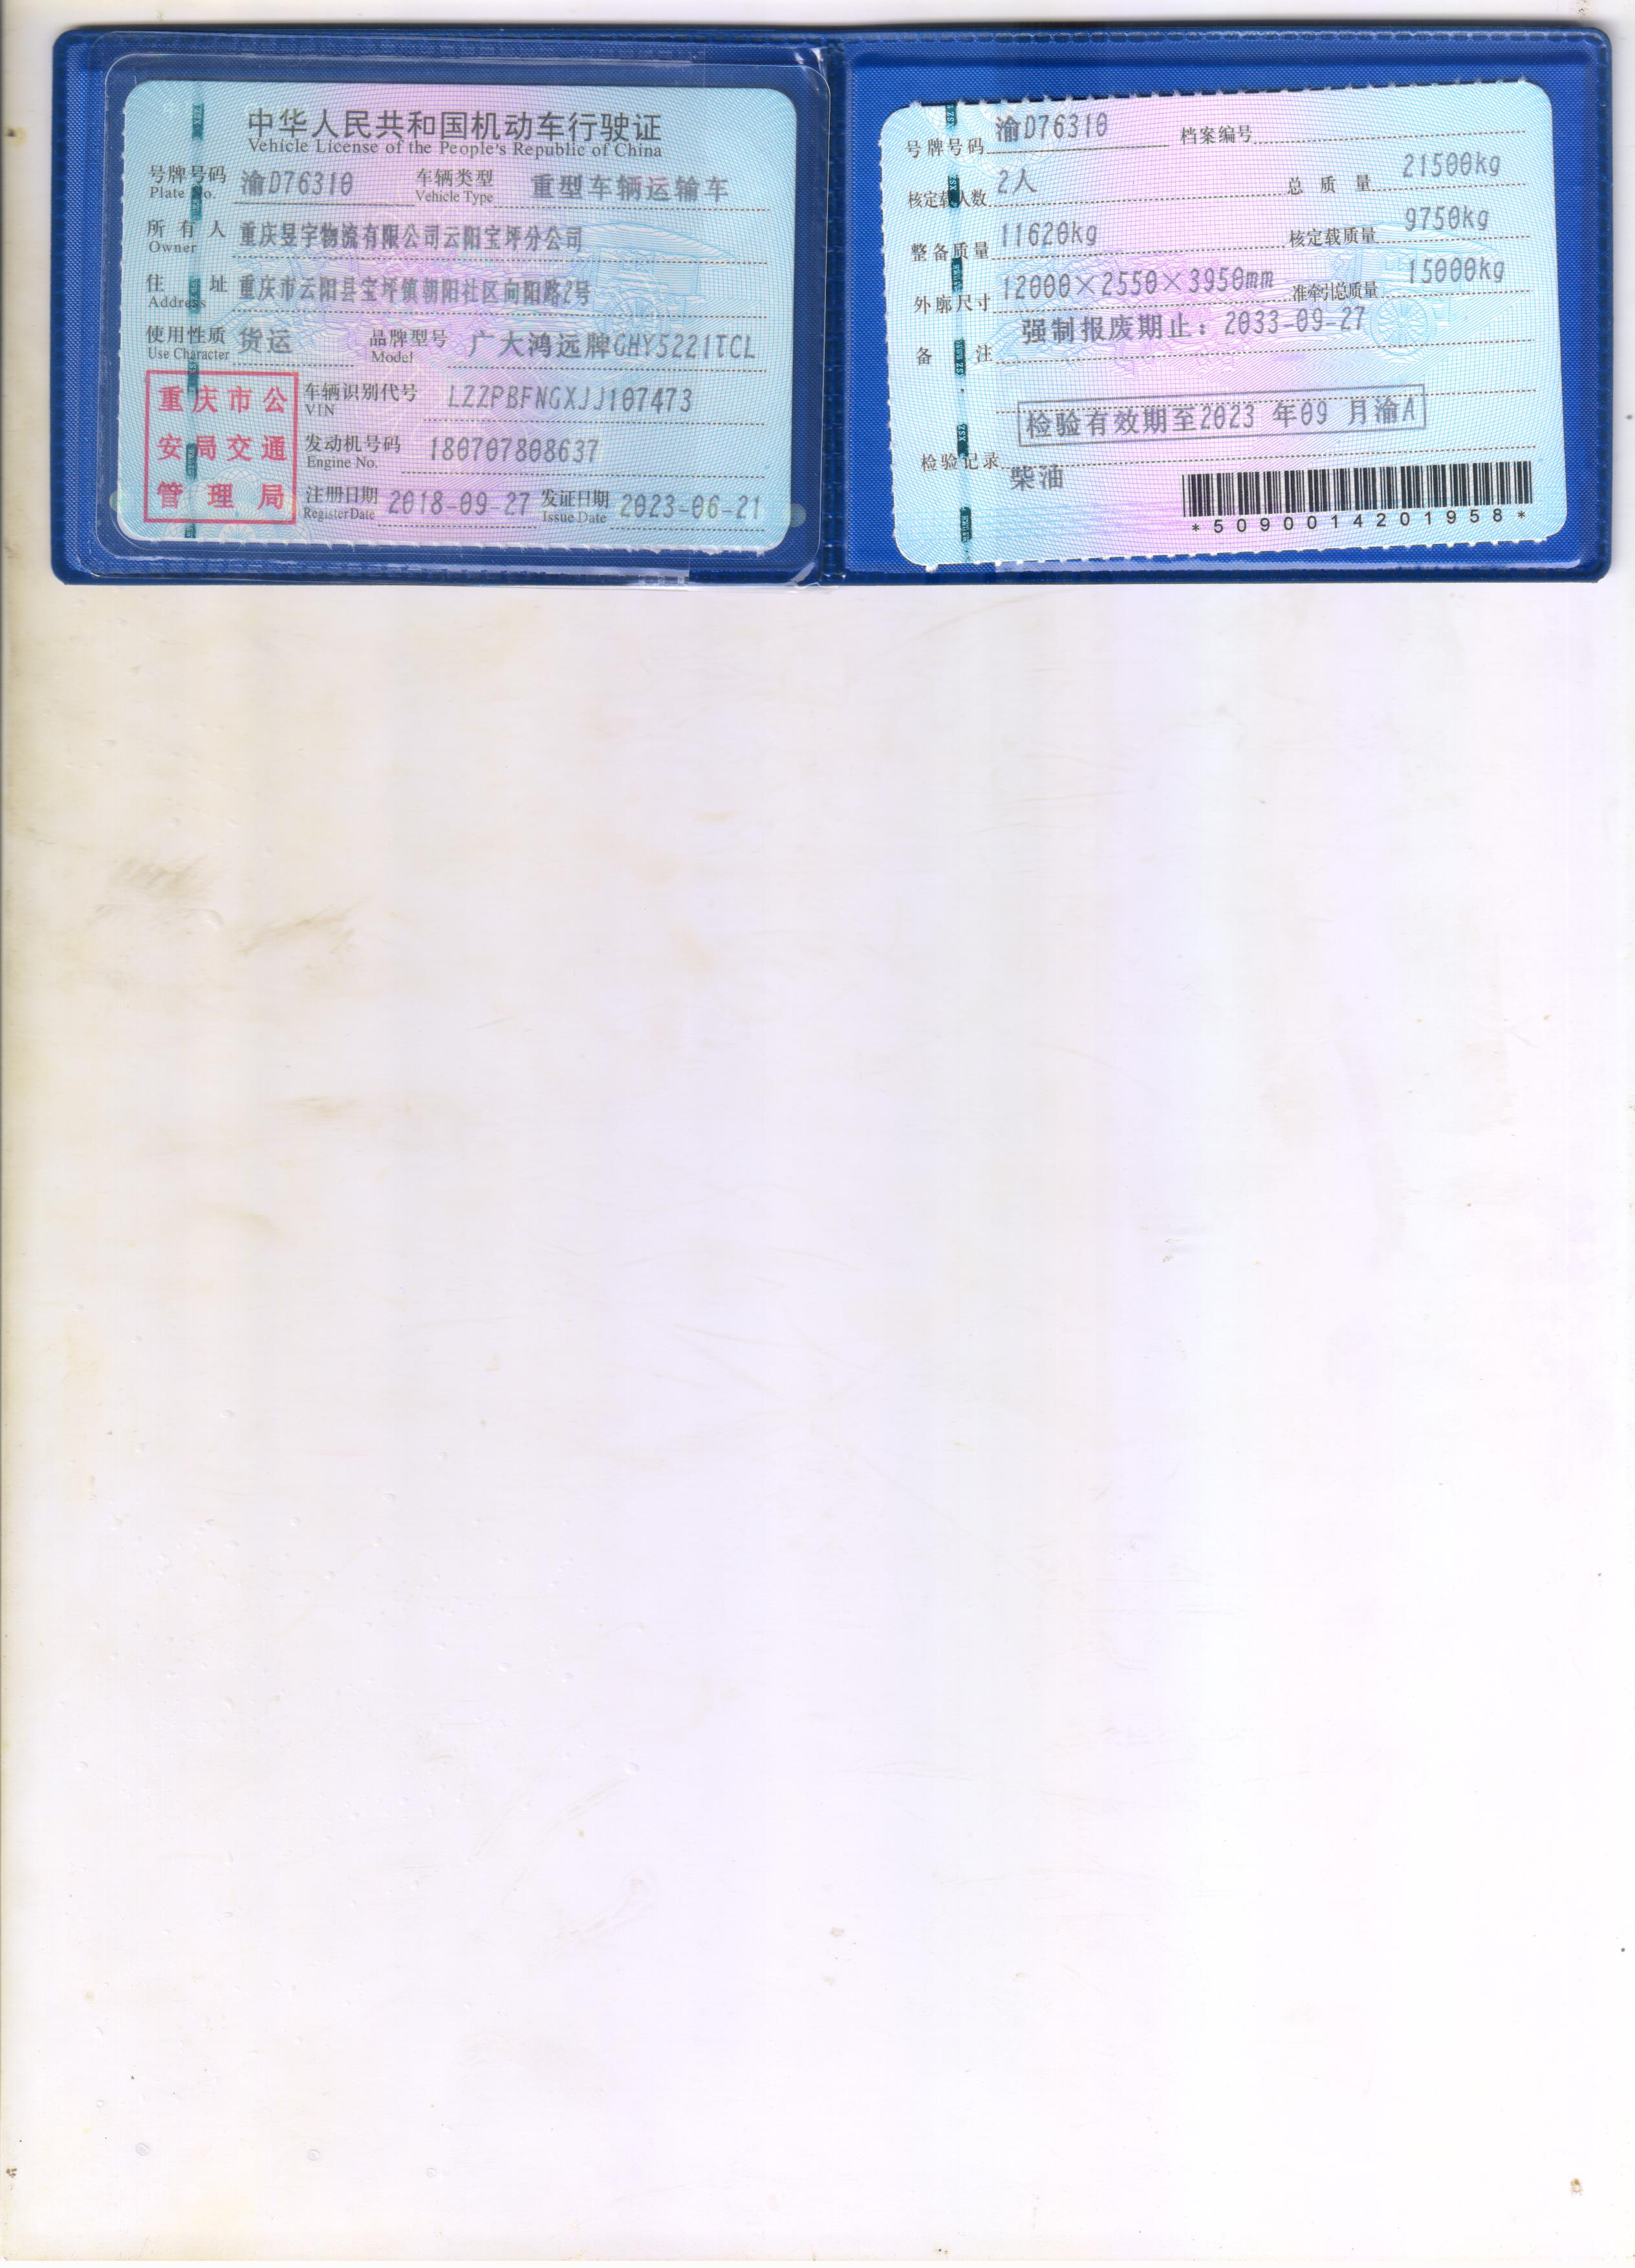 中华人民共和国机动车行驶证
Vehicle License of the People's Republic of China
号牌号码 渝D76310 车辆类型 重型车辆运输车
Plate No. Vehicle Type
所有人 重庆昱宇物流有限公司云阳宝坪分公司
Owner
住址 重庆市云阳县宝坪镇朝阳社区向阳路2号
Address
使用性质 货运 品牌型号 广大鸿远牌GHY5221TCL
Use Character Model
重庆市公
安局交通
管理局
车辆识别代号 LZZPBFNGXJJ107473
VIN
发动机号码 180707808637
Engine No.
注册日期 2018-09-27 发证日期 2023-06-21
Register Date Issue Date
号牌号码 渝D76310 档案编号
核定载人数 2人 总质量 21500kg
整备质量 11620kg 核定载质量 9750kg
外廓尺寸 12000×2550×3950mm 准牵引总质量 15000kg
备注 强制报废期止：2033-09-27
检验有效期至2023 年09 月渝A
检验记录
柴油
*5090014201958*